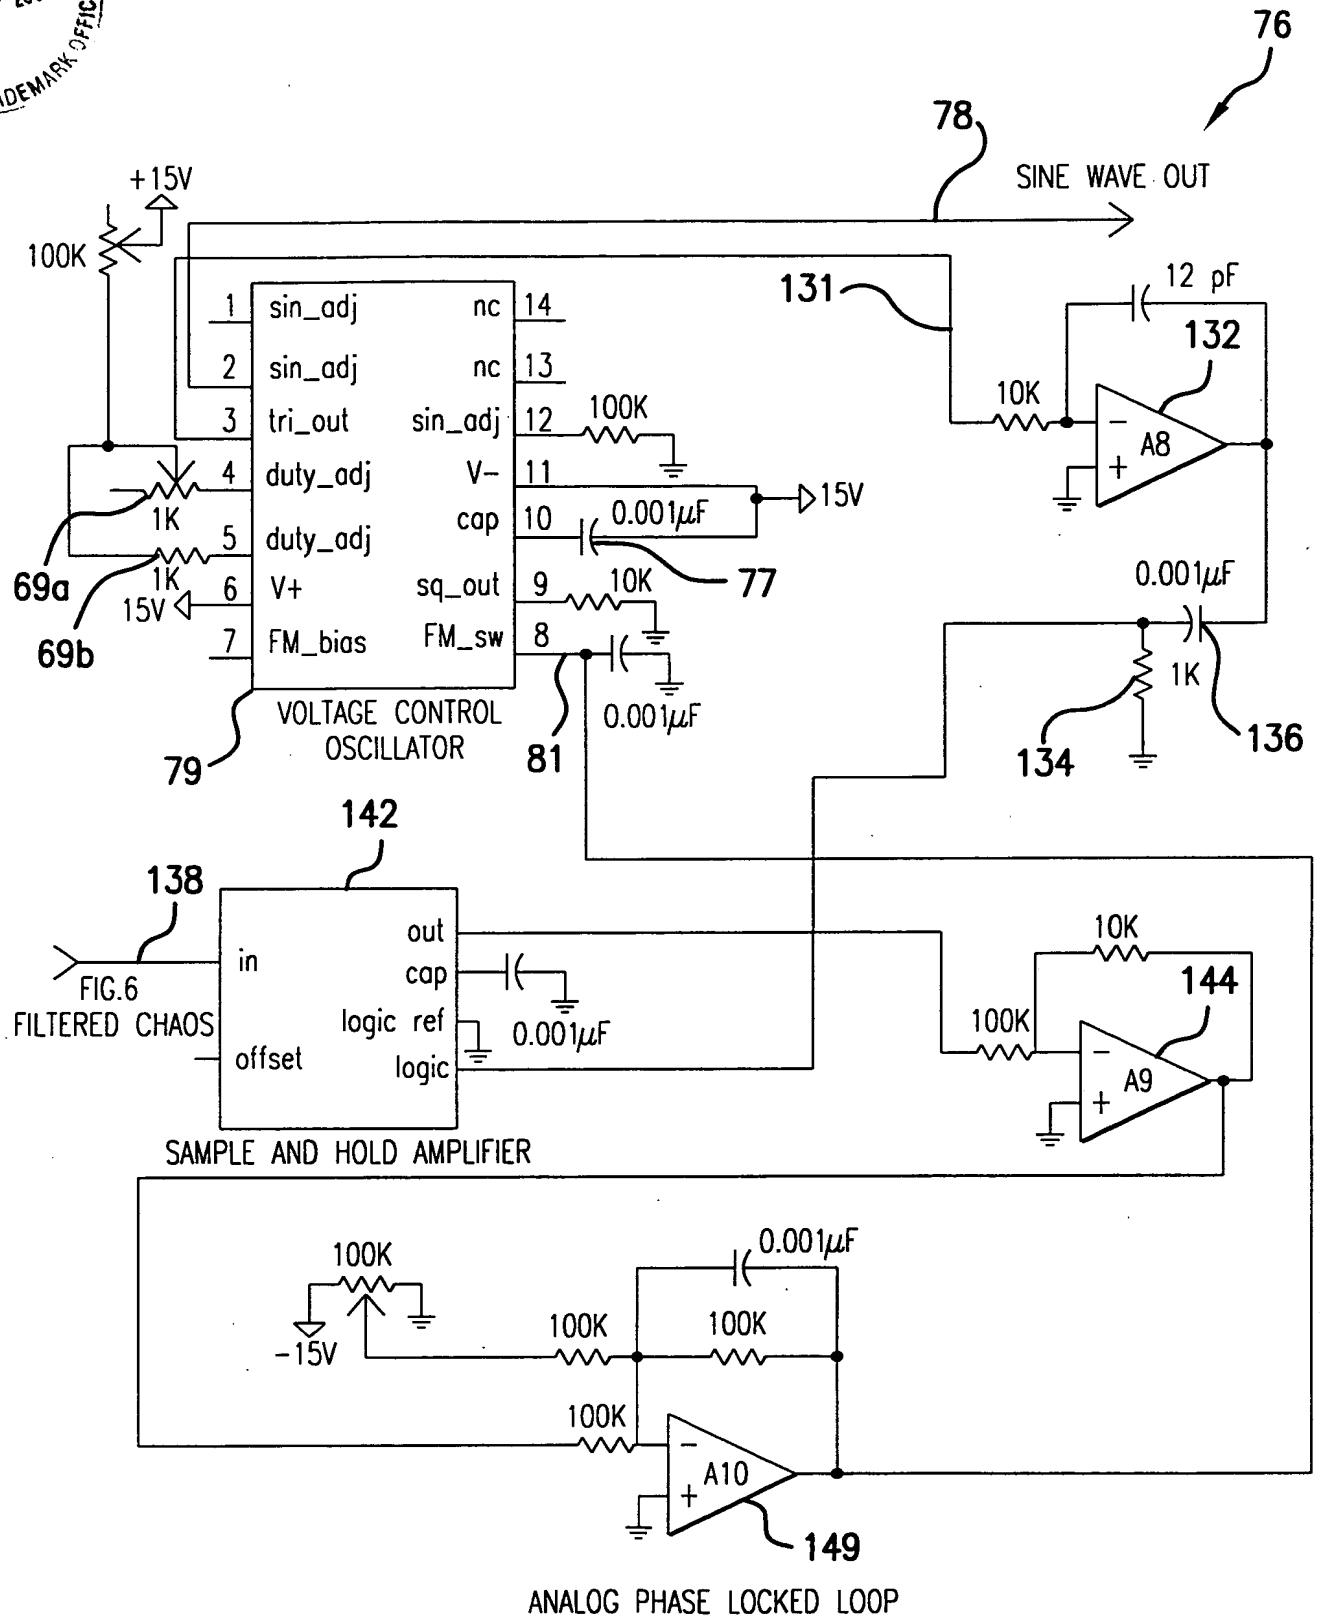 DEMARK OFFIC
76
78
SINE WAVE OUT
+15V
100K
131
12 pF
132
10K
A8
−
+
1 sin_adj nc 14
2 sin_adj nc 13
3 tri_out sin_adj 12 100K
4 duty_adj V− 11
15V
1K
cap 10 0.001µF
5 duty_adj
1K
69a
69b
15V 6 V+ sq_out 9 10K
77
7 FM_bias FM_sw 8
0.001µF
VOLTAGE CONTROL
OSCILLATOR
79
81
0.001µF
1K
134
136
142
138
in
out
cap
0.001µF
logic ref
logic
offset
FIG.6
FILTERED CHAOS
SAMPLE AND HOLD AMPLIFIER
10K
144
100K
A9
−
+
100K
−15V
0.001µF
100K
100K
100K
A10
−
+
149
ANALOG PHASE LOCKED LOOP